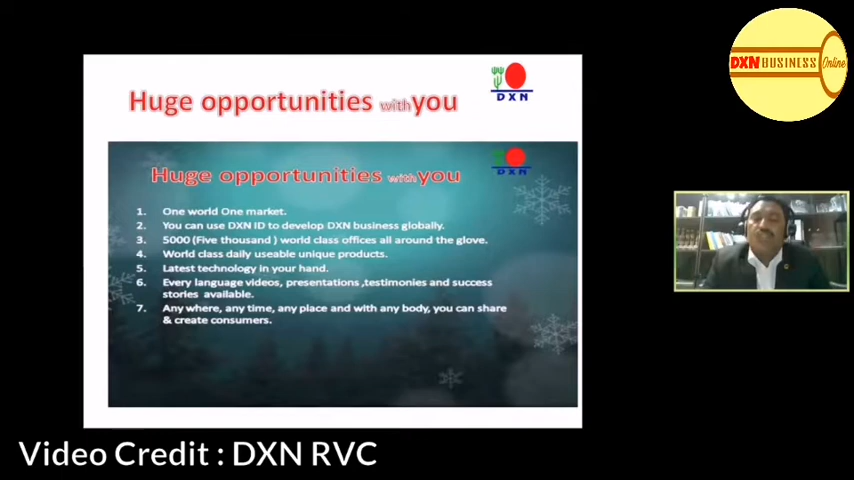 DXN BUSINESS Online
Huge opportunities with you
DXN
Huge opportunities with you
DXN
1. One world One market.
2. You can use DXN ID to develop DXN business globally.
3. 5000 (Five thousand ) world class offices all around the glove.
4. World class daily useable unique products.
5. Latest technology in your hand.
6. Every language videos, presentations ,testimonies and success
stories available.
7. Any where, any time, any place and with any body, you can share
& create consumers.
Video Credit : DXN RVC